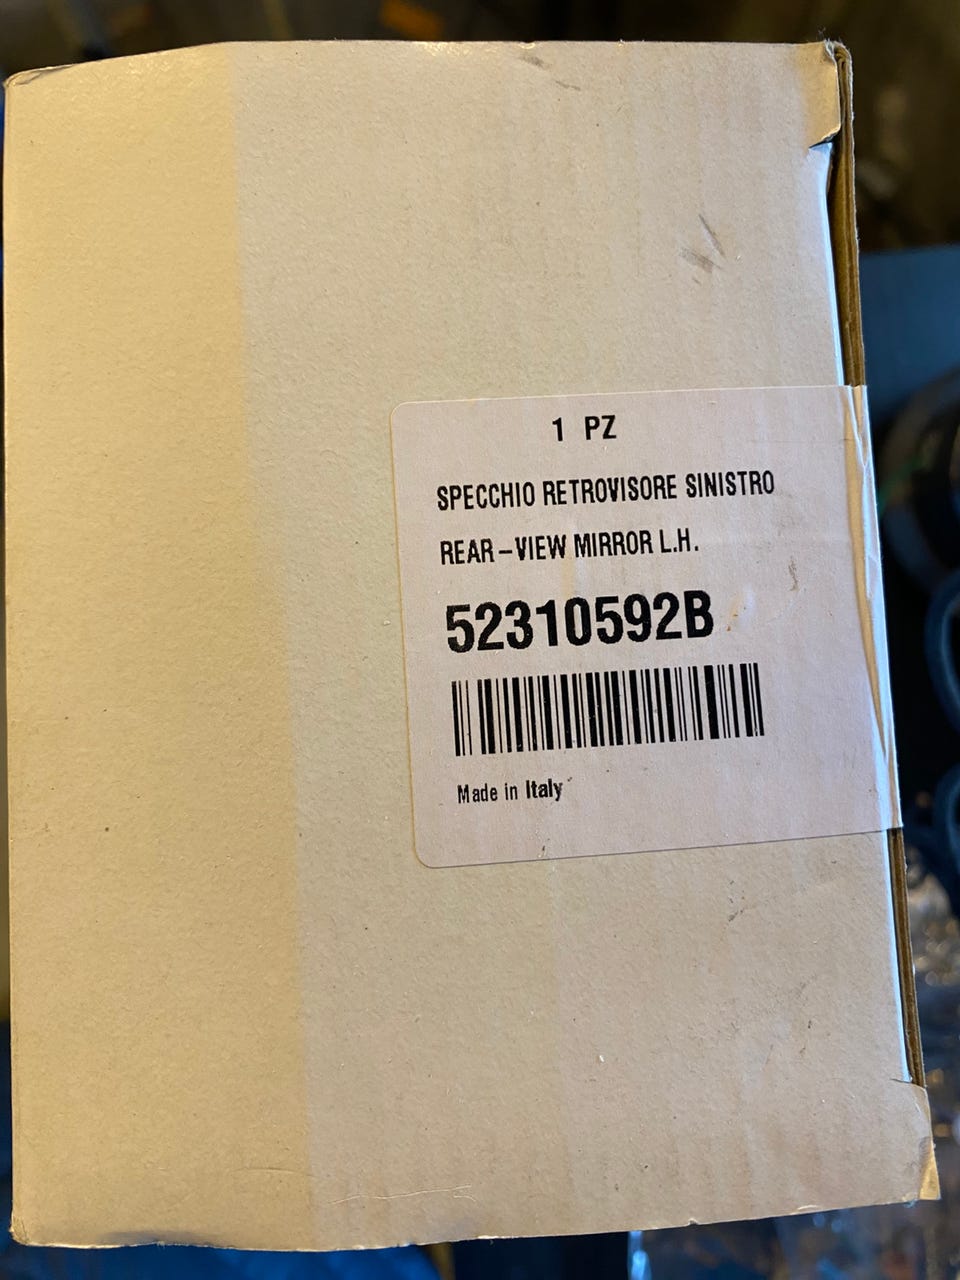 1 PZ
SPECCHIO RETROVISORE SINISTRO
REAR-VIEW MIRROR L.H.
52310592B
Made in Italy